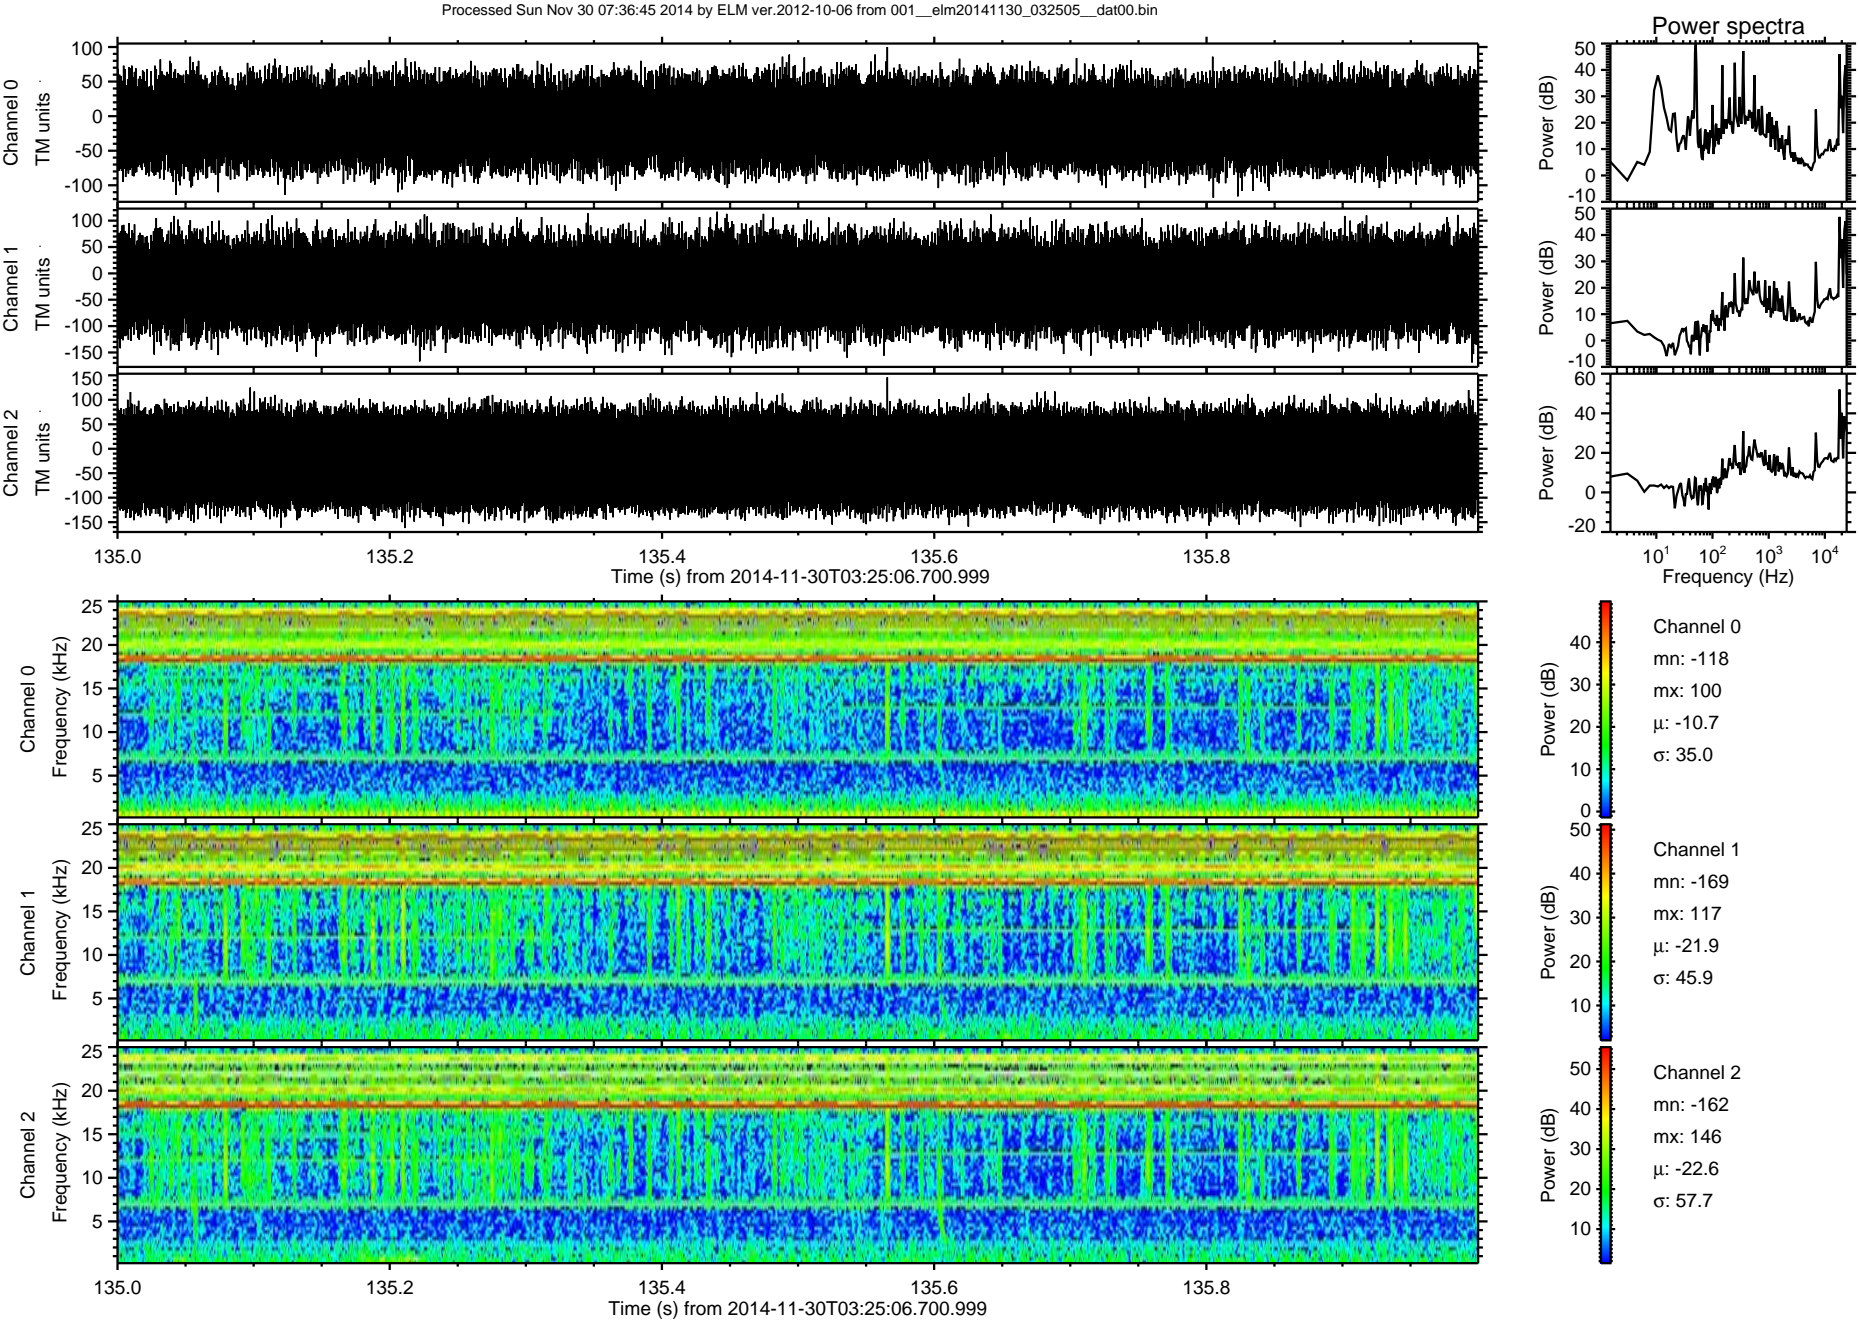 Processed Sun Nov 30 07:36:45 2014 by ELM ver.2012-10-06 from 001__elm20141130_032505__dat00.bin
Power spectra
Channel 0
TM units
100
50
0
-50
-100
Power (dB)
50
40
30
20
10
0
-10
Channel 1
TM units
100
50
0
-50
-100
-150
Power (dB)
50
40
30
20
10
0
-10
Channel 2
TM units
150
100
50
0
-50
-100
-150
Power (dB)
60
40
20
0
-20
135.0 135.2 135.4 135.6 135.8
Time (s) from 2014-11-30T03:25:06.700.999
10¹ 10² 10³ 10⁴
Frequency (Hz)
Channel 0
Frequency (kHz)
25
20
15
10
5
Power (dB)
40
30
20
10
0
Channel 0
mn: -118
mx: 100
μ: -10.7
σ: 35.0
Channel 1
Frequency (kHz)
25
20
15
10
5
Power (dB)
50
40
30
20
10
Channel 1
mn: -169
mx: 117
μ: -21.9
σ: 45.9
Channel 2
Frequency (kHz)
25
20
15
10
5
Power (dB)
50
40
30
20
10
Channel 2
mn: -162
mx: 146
μ: -22.6
σ: 57.7
135.0 135.2 135.4 135.6 135.8
Time (s) from 2014-11-30T03:25:06.700.999